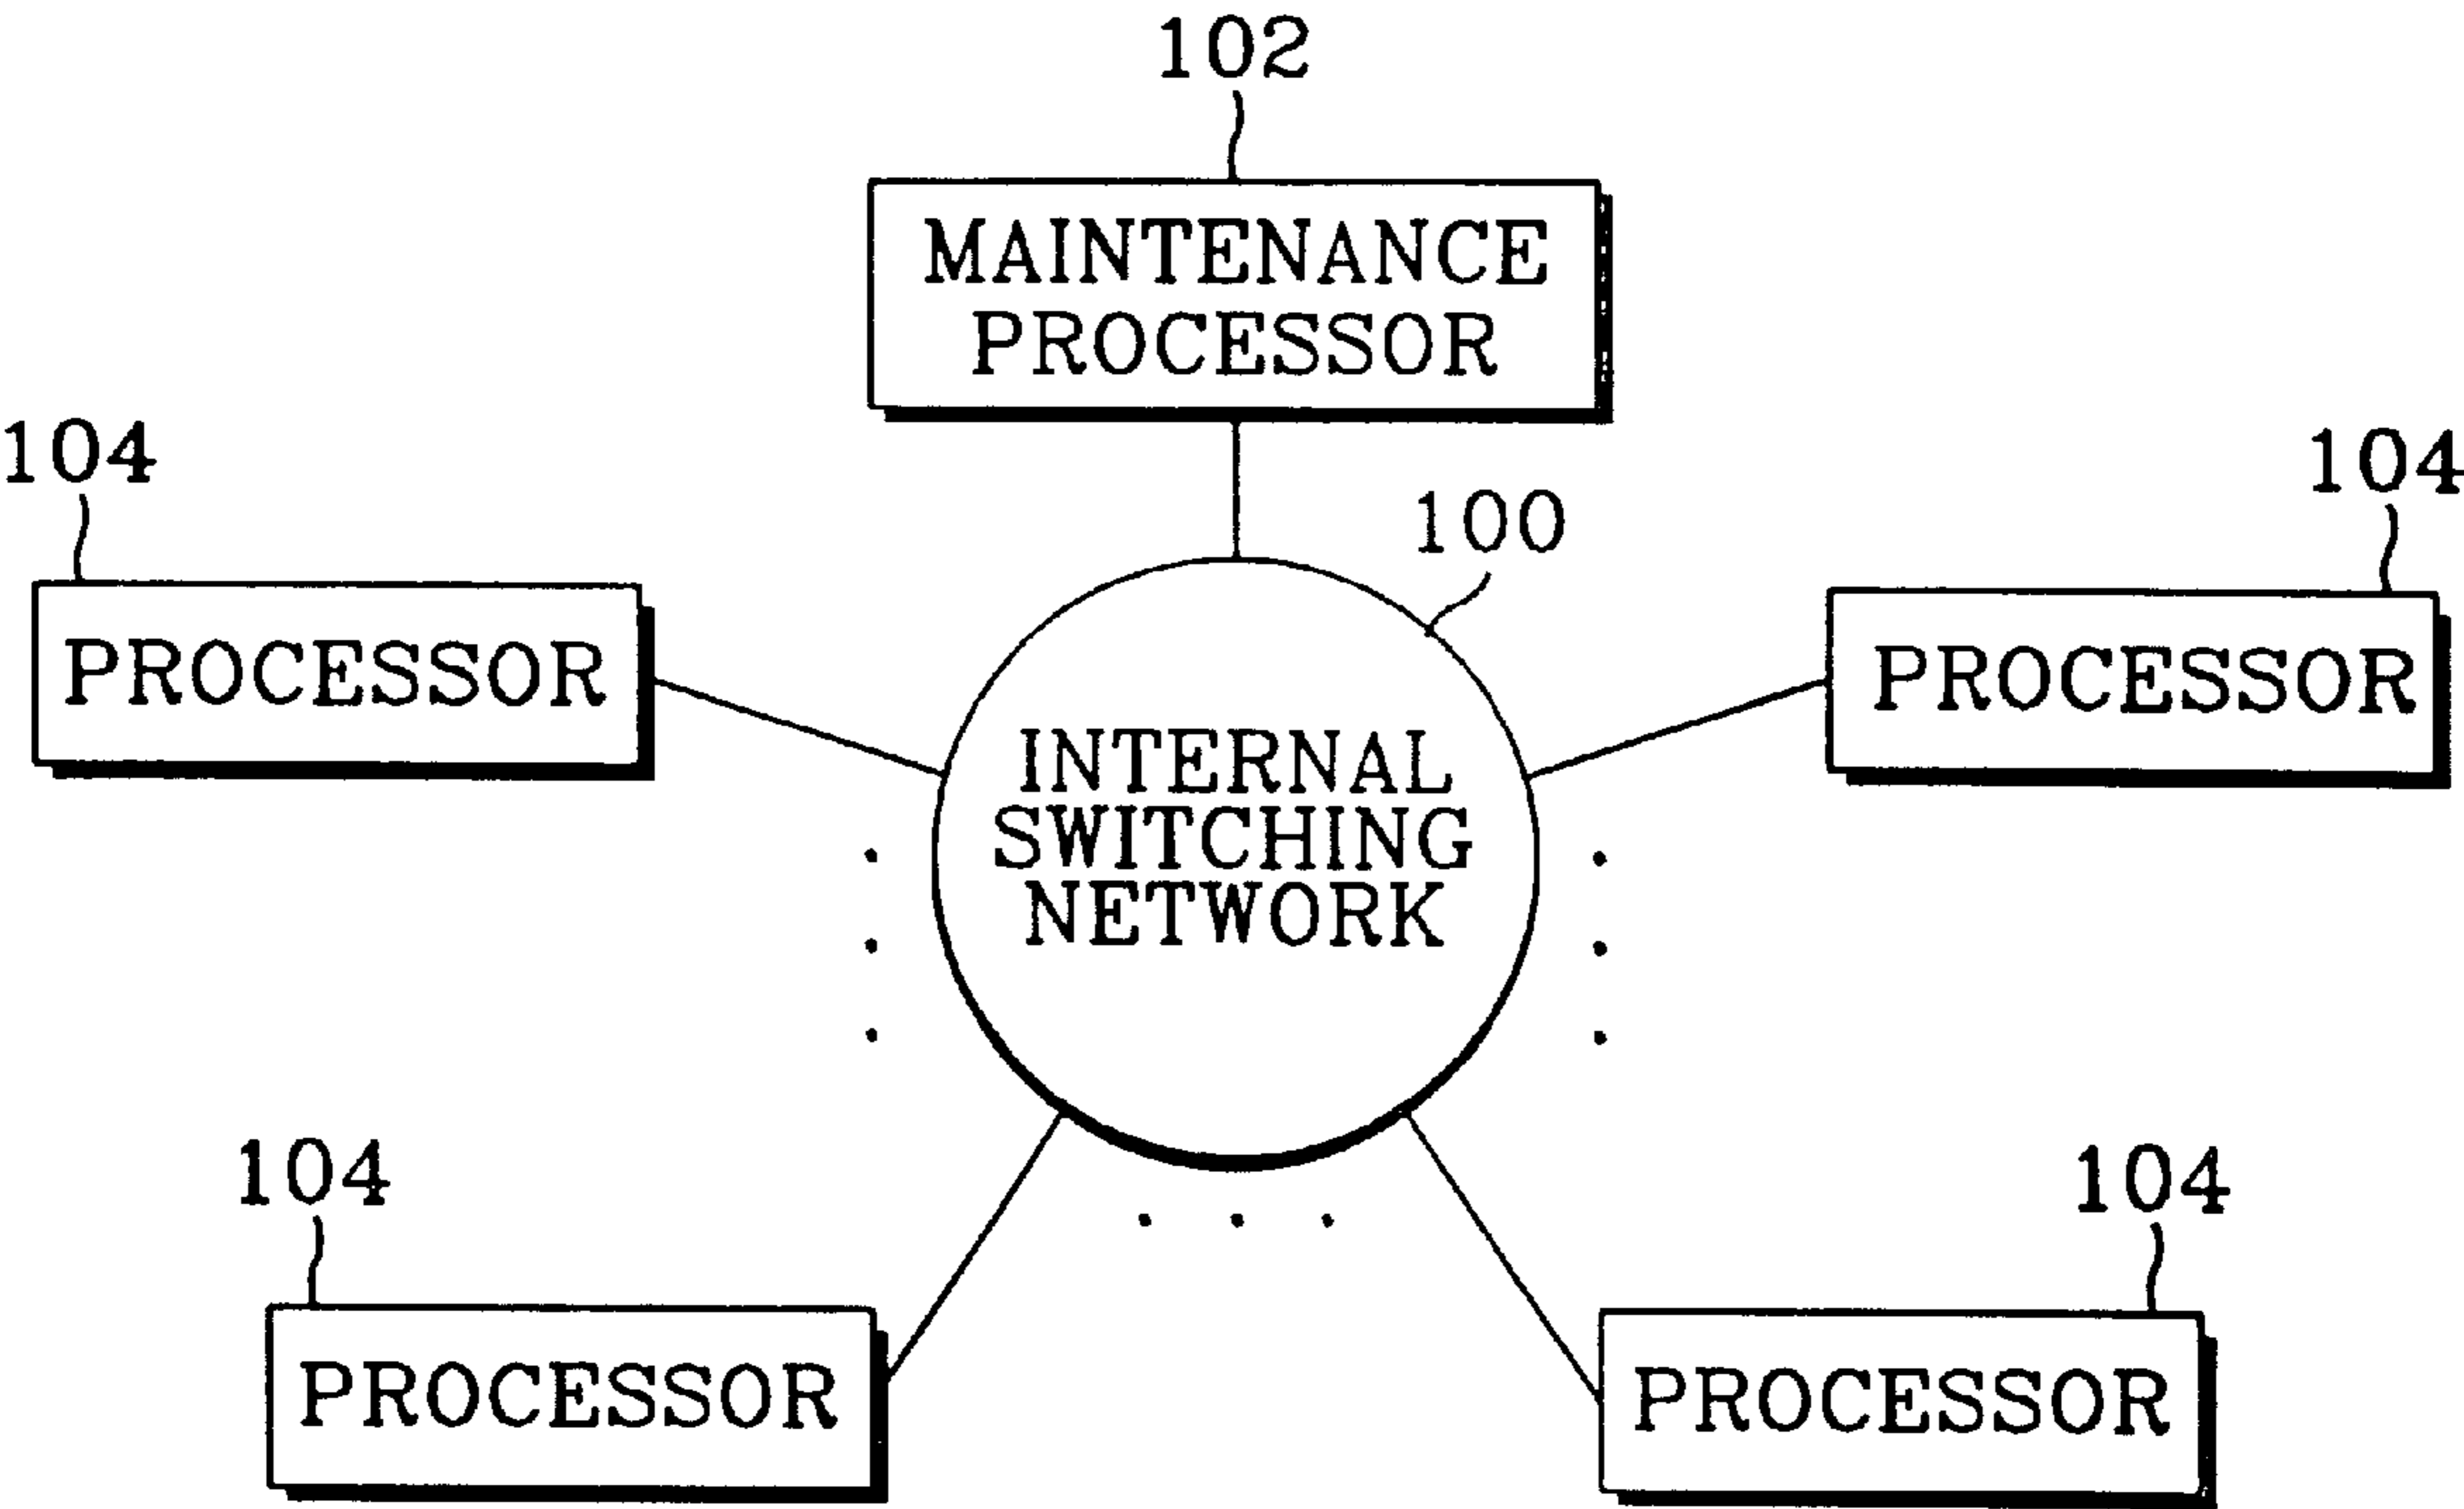 102
MAINTENANCE
PROCESSOR
104
104
100
PROCESSOR
PROCESSOR
INTERNAL
SWITCHING
NETWORK
104
104
PROCESSOR
PROCESSOR